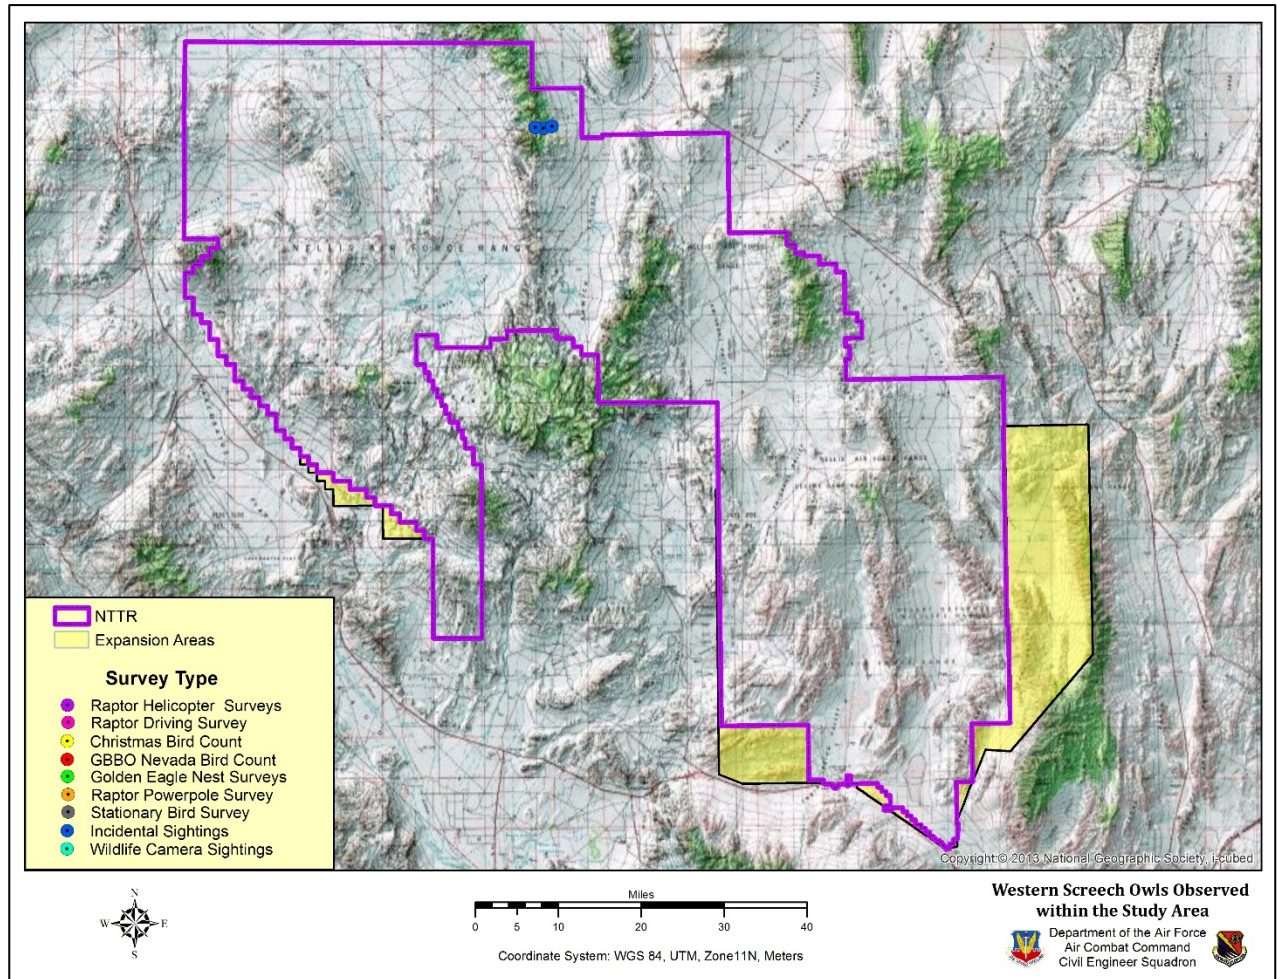 NELLIS AIR FORCE RANGE
NELLIS AIR FORCE RANGE
NTTR
Expansion Areas
Survey Type
Raptor Helicopter Surveys
Raptor Driving Survey
Christmas Bird Count
GBBO Nevada Bird Count
Golden Eagle Nest Surveys
Raptor Powerpole Survey
Stationary Bird Survey
Incidental Sightings
Wildlife Camera Sightings
Copyright:© 2013 National Geographic Society, i-cubed
N
W E
S
Miles
0 5 10 20 30 40
Coordinate System: WGS 84, UTM, Zone11N, Meters
Western Screech Owls Observed
within the Study Area
Department of the Air Force
Air Combat Command
Civil Engineer Squadron